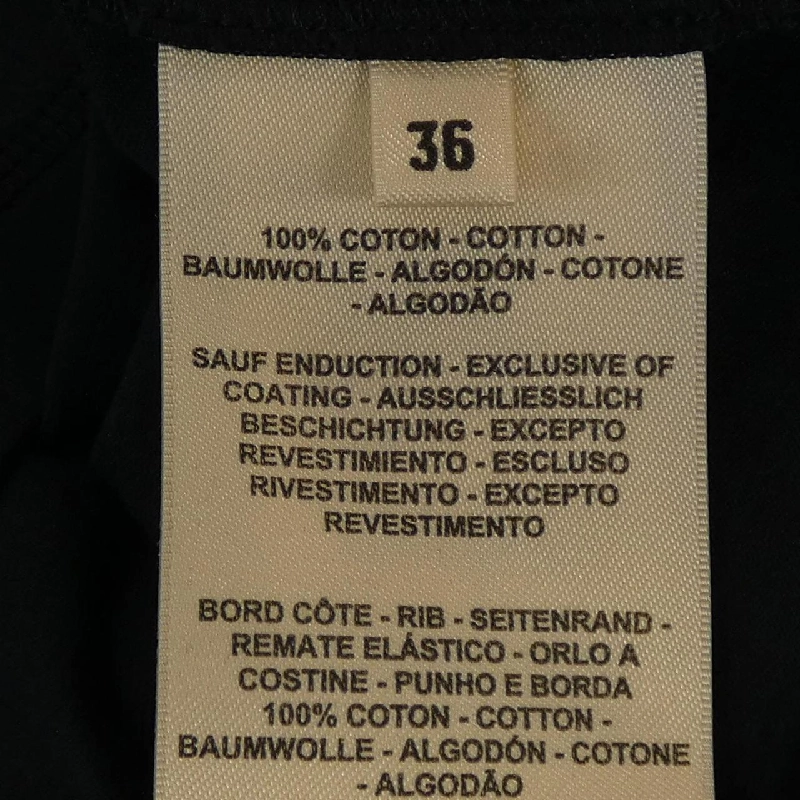 36
100% COTON - COTTON -
BAUMWOLLE - ALGODÓN - COTONE
- ALGODÃO
SAUF ENDUCTION - EXCLUSIVE OF
COATING - AUSSCHLIESSLICH
BESCHICHTUNG - EXCEPTO
REVESTIMIENTO - ESCLUSO
RIVESTIMENTO - EXCEPTO
REVESTIMENTO
BORD CÔTE - RIB - SEITENRAND -
REMATE ELÁSTICO - ORLO A
COSTINE - PUNHO E BORDA
100% COTON - COTTON -
BAUMWOLLE - ALGODÓN - COTONE
- ALGODÃO